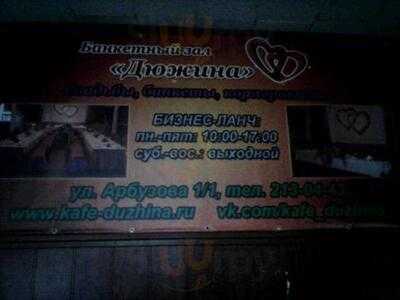 Банкетный зал
«Дюжина»
Свадьбы, банкеты,
БИЗНЕС-ЛАНЧ:
пн.-пят: 10:00-17:00
суб.-вос.: выходной
ул. Арбузова 1/1, тел. 213-04-43
www.kafe-duzhina.ru vk.com/kafe_duzhina